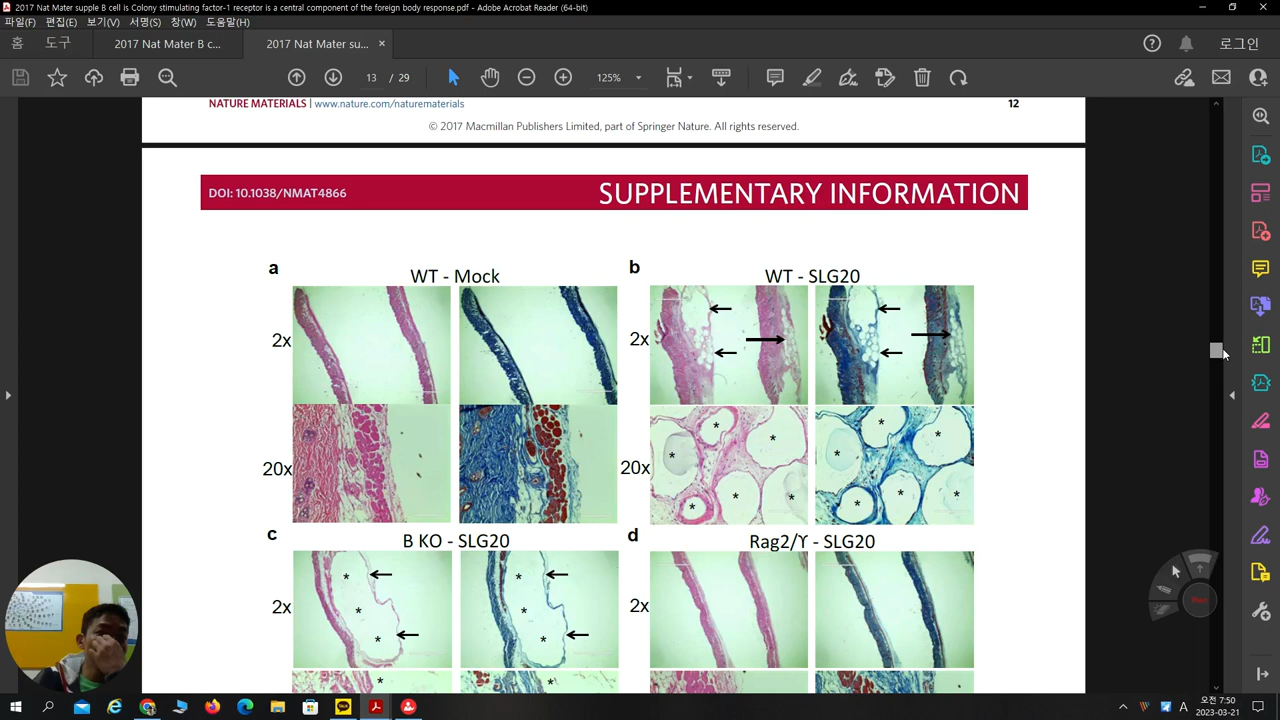 2017 Nat Mater supple B cell is Colony stimulating factor-1 receptor is a central component of the foreign body response.pdf - Adobe Acrobat Reader (64-bit)
파일(F) 편집(E) 보기(V) 서명(S) 창(W) 도움말(H)
홈 도구 2017 Nat Mater B c... 2017 Nat Mater su... × 로그인
13 / 29 125%
NATURE MATERIALS | www.nature.com/naturematerials 12
© 2017 Macmillan Publishers Limited, part of Springer Nature. All rights reserved.
DOI: 10.1038/NMAT4866 SUPPLEMENTARY INFORMATION
a WT - Mock b WT - SLG20
2x 2x
20x 20x
c B KO - SLG20 d Rag2/ϒ - SLG20
2x 2x
Pen
TALK
A 오전 7:50
2023-03-21